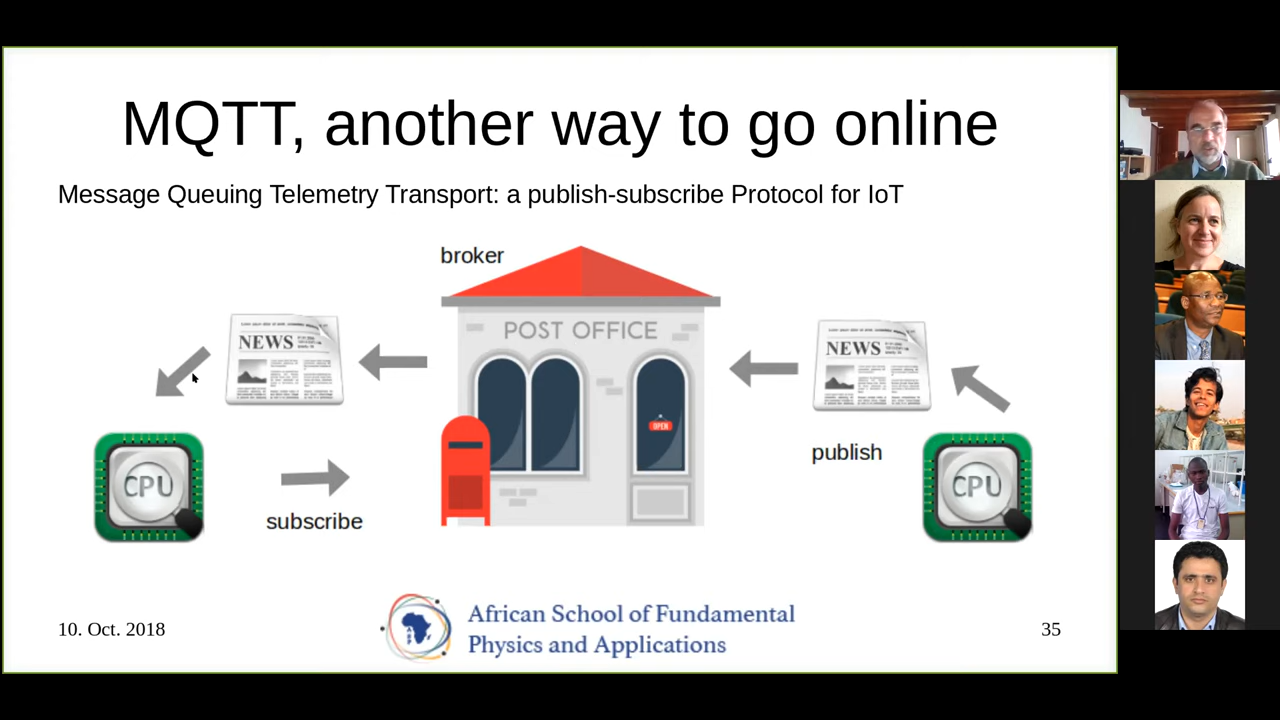 MQTT, another way to go online
Message Queuing Telemetry Transport: a publish-subscribe Protocol for IoT
broker
POST OFFICE
NEWS
NEWS
OPEN
publish
CPU
CPU
subscribe
African School of Fundamental
Physics and Applications
10. Oct. 2018
35